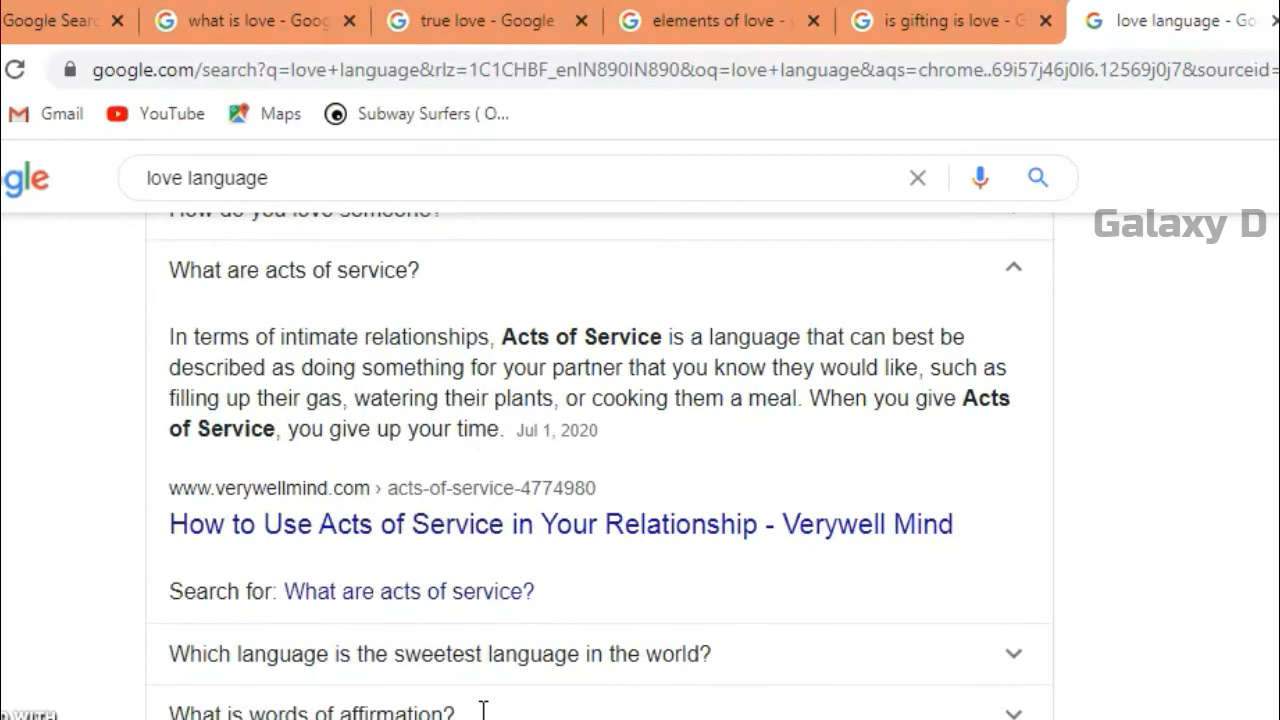 Google Searc
what is love - Goog
true love - Google
elements of love -
is gifting is love - G
love language - Go
google.com/search?q=love+language&rlz=1C1CHBF_enIN890IN890&oq=love+language&aqs=chrome..69i57j46j0l6.12569j0j7&sourceid=
Gmail YouTube Maps Subway Surfers ( O...
gle
love language
Galaxy D
How do you love someone?
What are acts of service?
In terms of intimate relationships, Acts of Service is a language that can best be
described as doing something for your partner that you know they would like, such as
filling up their gas, watering their plants, or cooking them a meal. When you give Acts
of Service, you give up your time. Jul 1, 2020
www.verywellmind.com › acts-of-service-4774980
How to Use Acts of Service in Your Relationship - Verywell Mind
Search for: What are acts of service?
Which language is the sweetest language in the world?
What is words of affirmation?
WITH